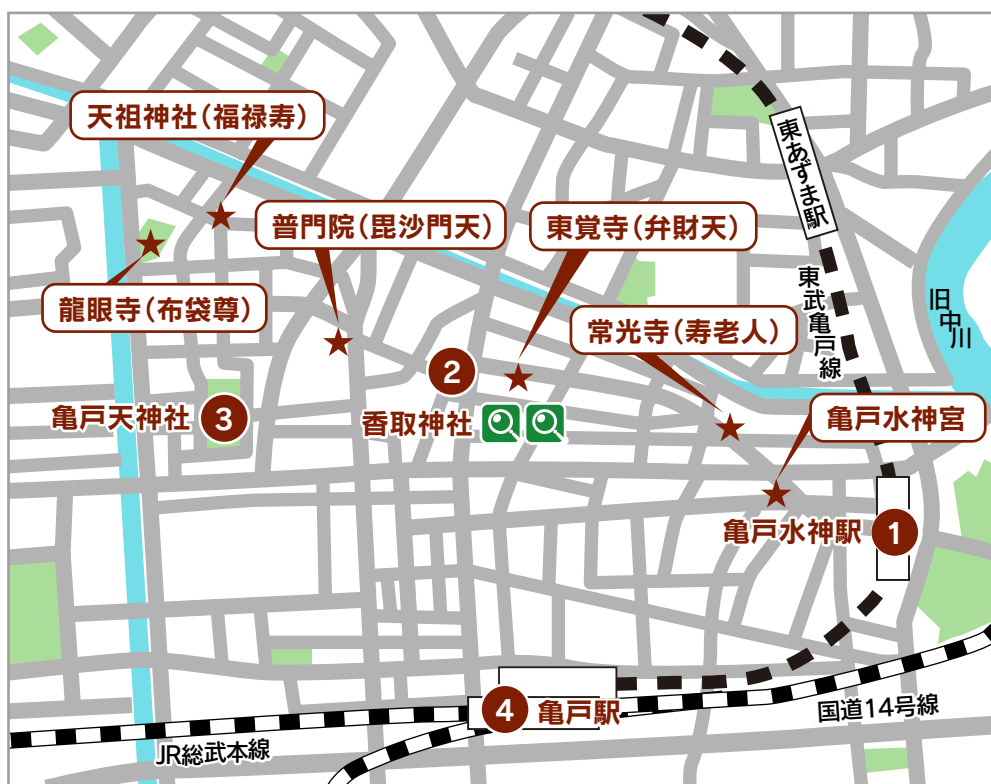 天祖神社(福禄寿)
東あずま駅
普門院(毘沙門天)
東覚寺(弁財天)
龍眼寺(布袋尊)
東武亀戸線
旧中川
常光寺(寿老人)
2
亀戸天神社
3
香取神社
亀戸水神宮
亀戸水神駅
1
4
亀戸駅
国道14号線
JR総武本線